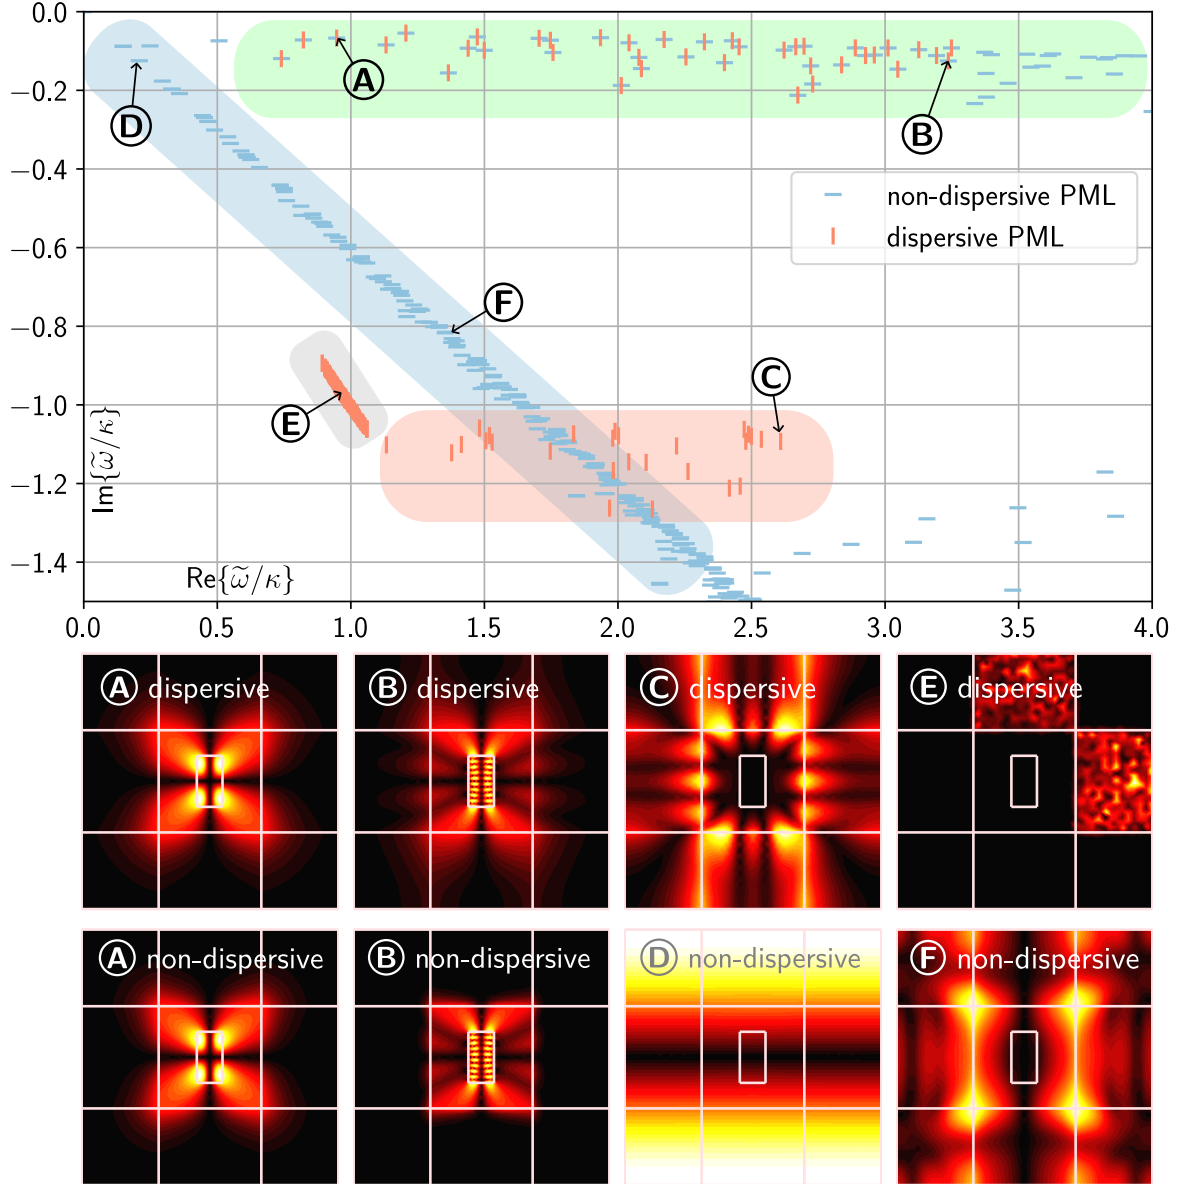 0.0
−0.2
−0.4
−0.6
−0.8
−1.0
−1.2
−1.4
Im{ω̃/κ}
A
D
B
non-dispersive PML
dispersive PML
F
C
E
Re{ω̃/κ}
0.0 0.5 1.0 1.5 2.0 2.5 3.0 3.5 4.0
A dispersive
B dispersive
C dispersive
E dispersive
A non-dispersive
B non-dispersive
D non-dispersive
F non-dispersive